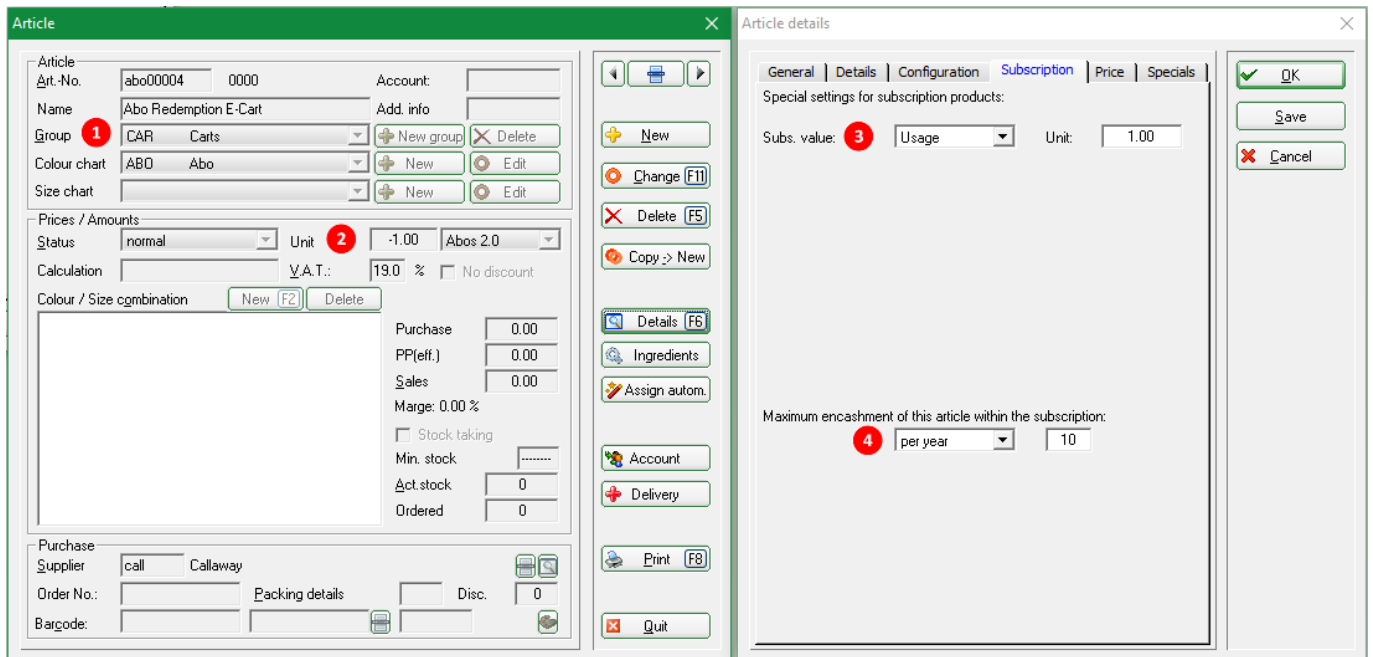 Article
Article
Art.-No. abo00004 0000 Account:
Name Abo Redemption E-Cart Add. info
Group 1 CAR Carts New group Delete
Colour chart ABO Abo New Edit
Size chart New Edit
Prices / Amounts
Status normal Unit 2 -1.00 Abos 2.0
Calculation V.A.T.: 19.0 % No discount
Colour / Size combination New F2 Delete
Purchase 0.00
PP(eff.) 0.00
Sales 0.00
Marge: 0.00 %
Stock taking
Min. stock --------
Act.stock 0
Ordered 0
Purchase
Supplier call Callaway
Order No.: Packing details Disc. 0
Barcode:
New
Change F11
Delete F5
Copy -> New
Details F6
Ingredients
Assign autom.
Account
Delivery
Print F8
Quit
Article details
General Details Configuration Subscription Price Specials
Special settings for subscription products:
Subs. value: 3 Usage Unit: 1.00
Maximum encashment of this article within the subscription:
4 per year 10
OK
Save
Cancel